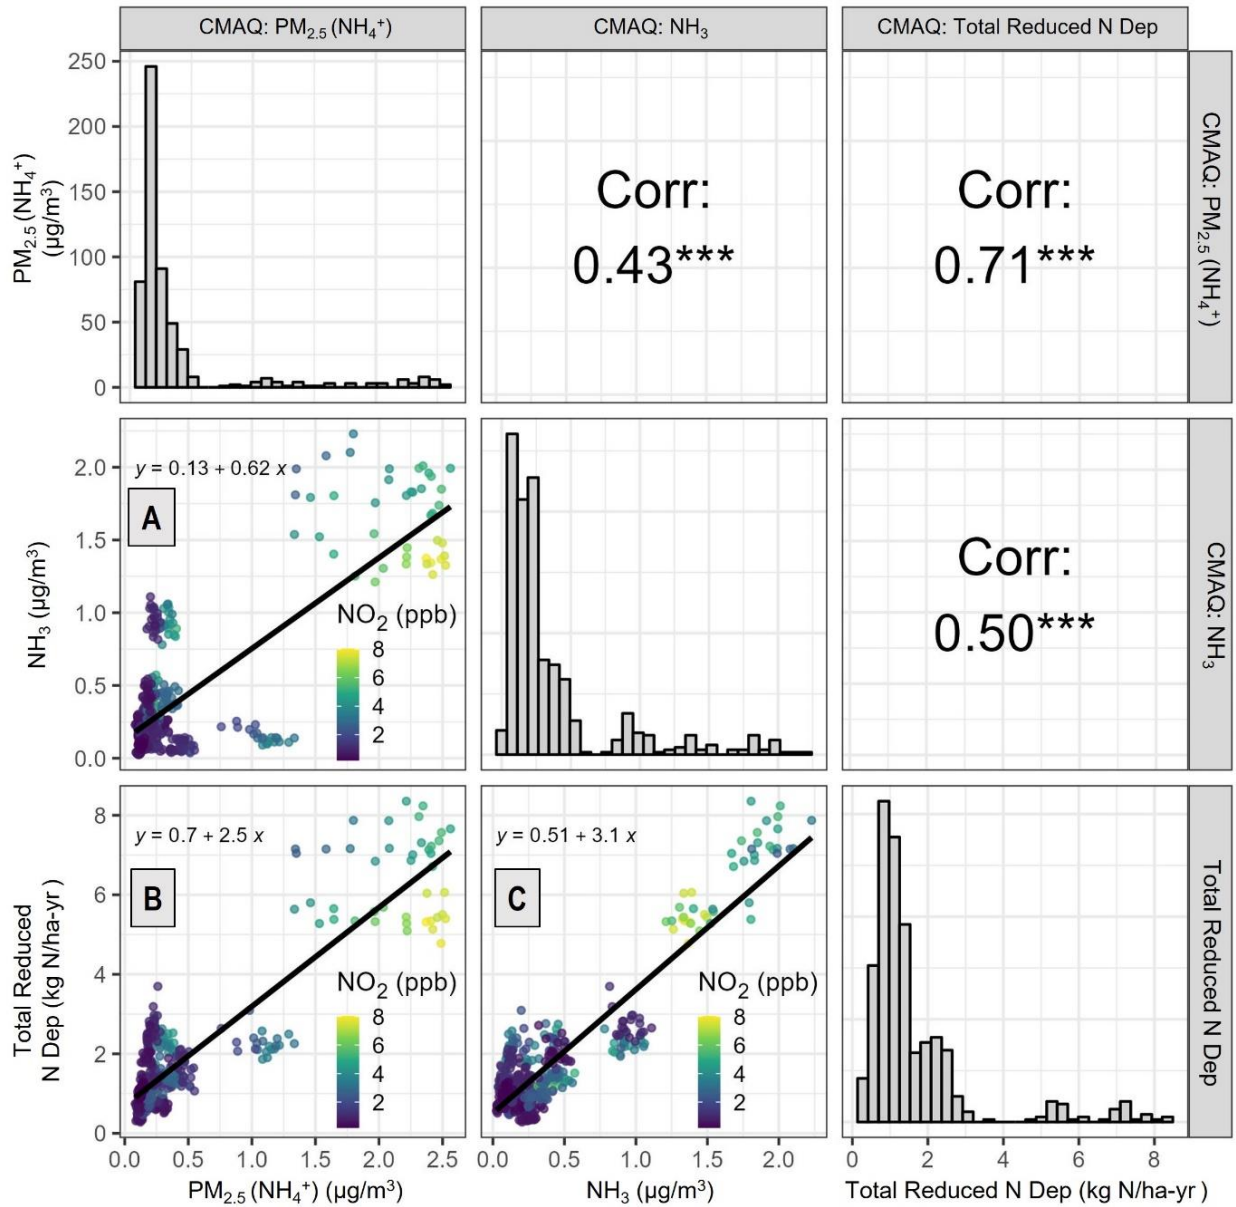 CMAQ: PM₂.₅ (NH₄⁺)
CMAQ: NH₃
CMAQ: Total Reduced N Dep
250
200
150
100
50
0
PM₂.₅ (NH₄⁺)
(µg/m³)
Corr:
0.43***
Corr:
0.71***
CMAQ: PM₂.₅ (NH₄⁺)
2.0
1.5
1.0
0.5
0.0
NH₃ (µg/m³)
y = 0.13 + 0.62 x
A
NO₂ (ppb)
8
6
4
2
Corr:
0.50***
CMAQ: NH₃
8
6
4
2
0
Total Reduced
N Dep (kg N/ha-yr )
y = 0.7 + 2.5 x
B
NO₂ (ppb)
8
6
4
2
y = 0.51 + 3.1 x
C
NO₂ (ppb)
8
6
4
2
Total Reduced N Dep
0.0 0.5 1.0 1.5 2.0 2.5
PM₂.₅ (NH₄⁺) (µg/m³)
0.0 0.5 1.0 1.5 2.0
NH₃ (µg/m³)
0 2 4 6 8
Total Reduced N Dep (kg N/ha-yr )